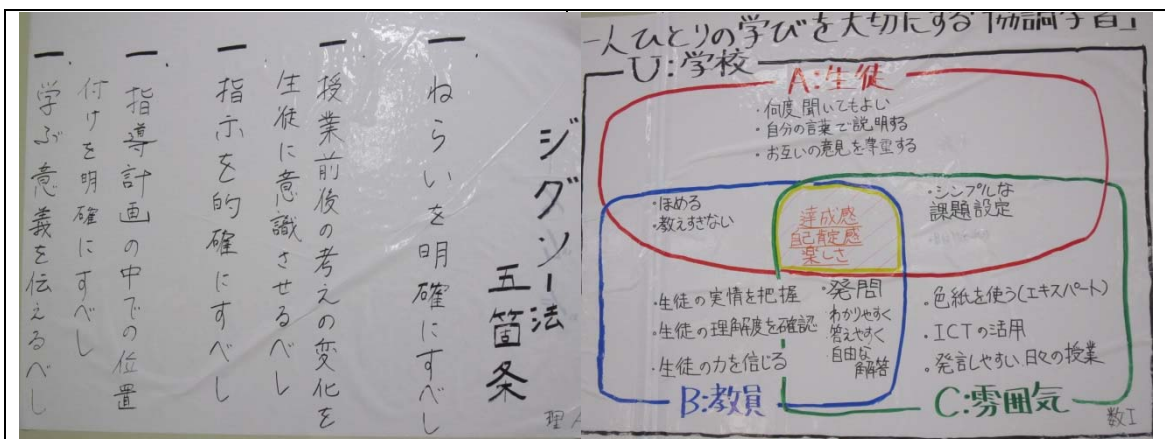 ジグソー法
五箇条
一、ねらいを明確にすべし
一、授業前後の考えの変化を
生徒に意識させるべし
一、指示を的確にすべし
一、指導計画の中での位置
付けを明確にすべし
一、学ぶ意義を伝えるべし
理A
一人ひとりの学びを大切にする「協調学習」
U:学校
A:生徒
・何度聞いてもよい
・自分の言葉で説明する
・お互いの意見を尊重する
・ほめる
・教えすぎない
達成感
自己肯定感
楽しさ
・シンプルな
課題設定
・生徒の実情を把握
・生徒の理解度を確認
・生徒の力を信じる
・発問
わかりやすく
答えやすく
自由な
解答
・色紙を使う(エキスパート)
・ICTの活用
・発言しやすい日々の授業
B:教員
C:雰囲気
数I